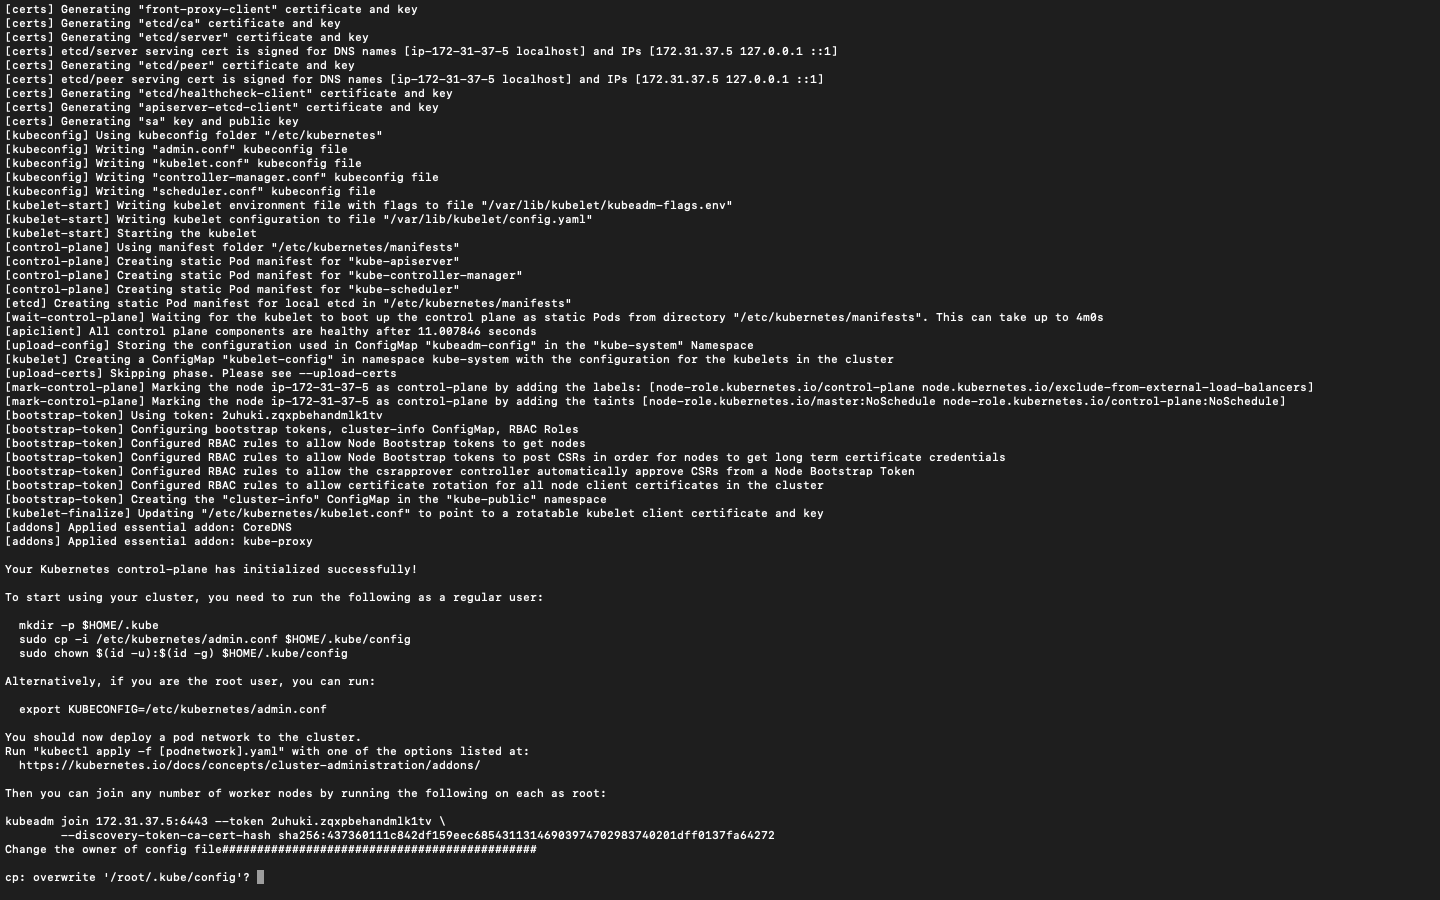 [certs] Generating "front-proxy-client" certificate and key
[certs] Generating "etcd/ca" certificate and key
[certs] Generating "etcd/server" certificate and key
[certs] etcd/server serving cert is signed for DNS names [ip-172-31-37-5 localhost] and IPs [172.31.37.5 127.0.0.1 ::1]
[certs] Generating "etcd/peer" certificate and key
[certs] etcd/peer serving cert is signed for DNS names [ip-172-31-37-5 localhost] and IPs [172.31.37.5 127.0.0.1 ::1]
[certs] Generating "etcd/healthcheck-client" certificate and key
[certs] Generating "apiserver-etcd-client" certificate and key
[certs] Generating "sa" key and public key
[kubeconfig] Using kubeconfig folder "/etc/kubernetes"
[kubeconfig] Writing "admin.conf" kubeconfig file
[kubeconfig] Writing "kubelet.conf" kubeconfig file
[kubeconfig] Writing "controller-manager.conf" kubeconfig file
[kubeconfig] Writing "scheduler.conf" kubeconfig file
[kubelet-start] Writing kubelet environment file with flags to file "/var/lib/kubelet/kubeadm-flags.env"
[kubelet-start] Writing kubelet configuration to file "/var/lib/kubelet/config.yaml"
[kubelet-start] Starting the kubelet
[control-plane] Using manifest folder "/etc/kubernetes/manifests"
[control-plane] Creating static Pod manifest for "kube-apiserver"
[control-plane] Creating static Pod manifest for "kube-controller-manager"
[control-plane] Creating static Pod manifest for "kube-scheduler"
[etcd] Creating static Pod manifest for local etcd in "/etc/kubernetes/manifests"
[wait-control-plane] Waiting for the kubelet to boot up the control plane as static Pods from directory "/etc/kubernetes/manifests". This can take up to 4m0s
[apiclient] All control plane components are healthy after 11.007846 seconds
[upload-config] Storing the configuration used in ConfigMap "kubeadm-config" in the "kube-system" Namespace
[kubelet] Creating a ConfigMap "kubelet-config" in namespace kube-system with the configuration for the kubelets in the cluster
[upload-certs] Skipping phase. Please see --upload-certs
[mark-control-plane] Marking the node ip-172-31-37-5 as control-plane by adding the labels: [node-role.kubernetes.io/control-plane node.kubernetes.io/exclude-from-external-load-balancers]
[mark-control-plane] Marking the node ip-172-31-37-5 as control-plane by adding the taints [node-role.kubernetes.io/master:NoSchedule node-role.kubernetes.io/control-plane:NoSchedule]
[bootstrap-token] Using token: 2uhuki.zqxpbehandmlk1tv
[bootstrap-token] Configuring bootstrap tokens, cluster-info ConfigMap, RBAC Roles
[bootstrap-token] Configured RBAC rules to allow Node Bootstrap tokens to get nodes
[bootstrap-token] Configured RBAC rules to allow Node Bootstrap tokens to post CSRs in order for nodes to get long term certificate credentials
[bootstrap-token] Configured RBAC rules to allow the csrapprover controller automatically approve CSRs from a Node Bootstrap Token
[bootstrap-token] Configured RBAC rules to allow certificate rotation for all node client certificates in the cluster
[bootstrap-token] Creating the "cluster-info" ConfigMap in the "kube-public" namespace
[kubelet-finalize] Updating "/etc/kubernetes/kubelet.conf" to point to a rotatable kubelet client certificate and key
[addons] Applied essential addon: CoreDNS
[addons] Applied essential addon: kube-proxy
Your Kubernetes control-plane has initialized successfully!
To start using your cluster, you need to run the following as a regular user:
mkdir -p $HOME/.kube
sudo cp -i /etc/kubernetes/admin.conf $HOME/.kube/config
sudo chown $(id -u):$(id -g) $HOME/.kube/config
Alternatively, if you are the root user, you can run:
export KUBECONFIG=/etc/kubernetes/admin.conf
You should now deploy a pod network to the cluster.
Run "kubectl apply -f [podnetwork].yaml" with one of the options listed at:
https://kubernetes.io/docs/concepts/cluster-administration/addons/
Then you can join any number of worker nodes by running the following on each as root:
kubeadm join 172.31.37.5:6443 --token 2uhuki.zqxpbehandmlk1tv \
--discovery-token-ca-cert-hash sha256:437360111c842df159eec68543113146903974702983740201dff0137fa64272
Change the owner of config file#############################################
cp: overwrite '/root/.kube/config'?